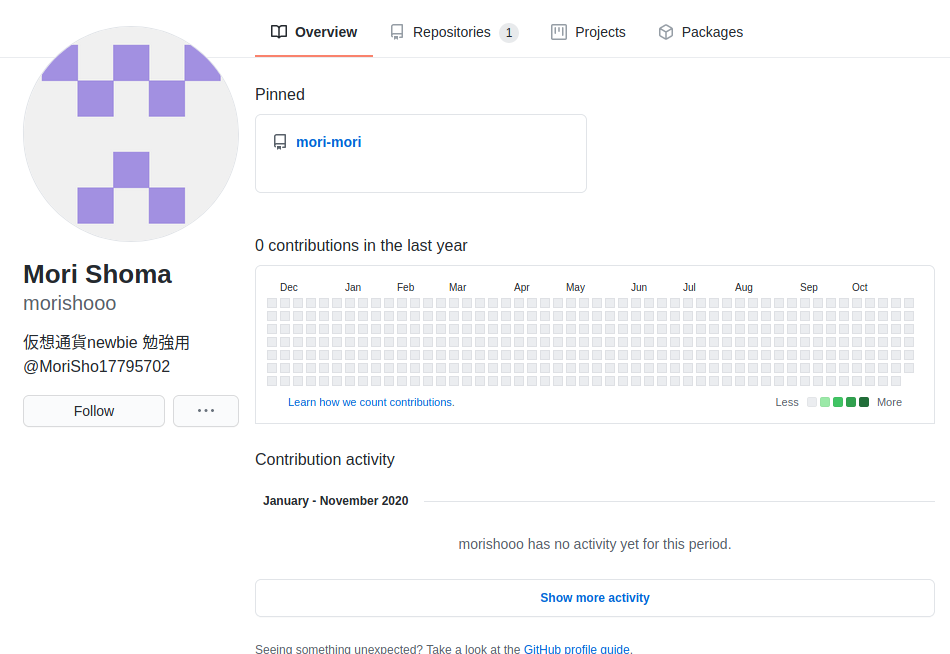 Overview Repositories 1 Projects Packages
Pinned
mori-mori
0 contributions in the last year
Dec Jan Feb Mar Apr May Jun Jul Aug Sep Oct
Learn how we count contributions. Less More
Mori Shoma
morishooo
仮想通貨newbie 勉強用
@MoriSho17795702
Follow ...
Contribution activity
January - November 2020
morishooo has no activity yet for this period.
Show more activity
Seeing something unexpected? Take a look at the GitHub profile guide.